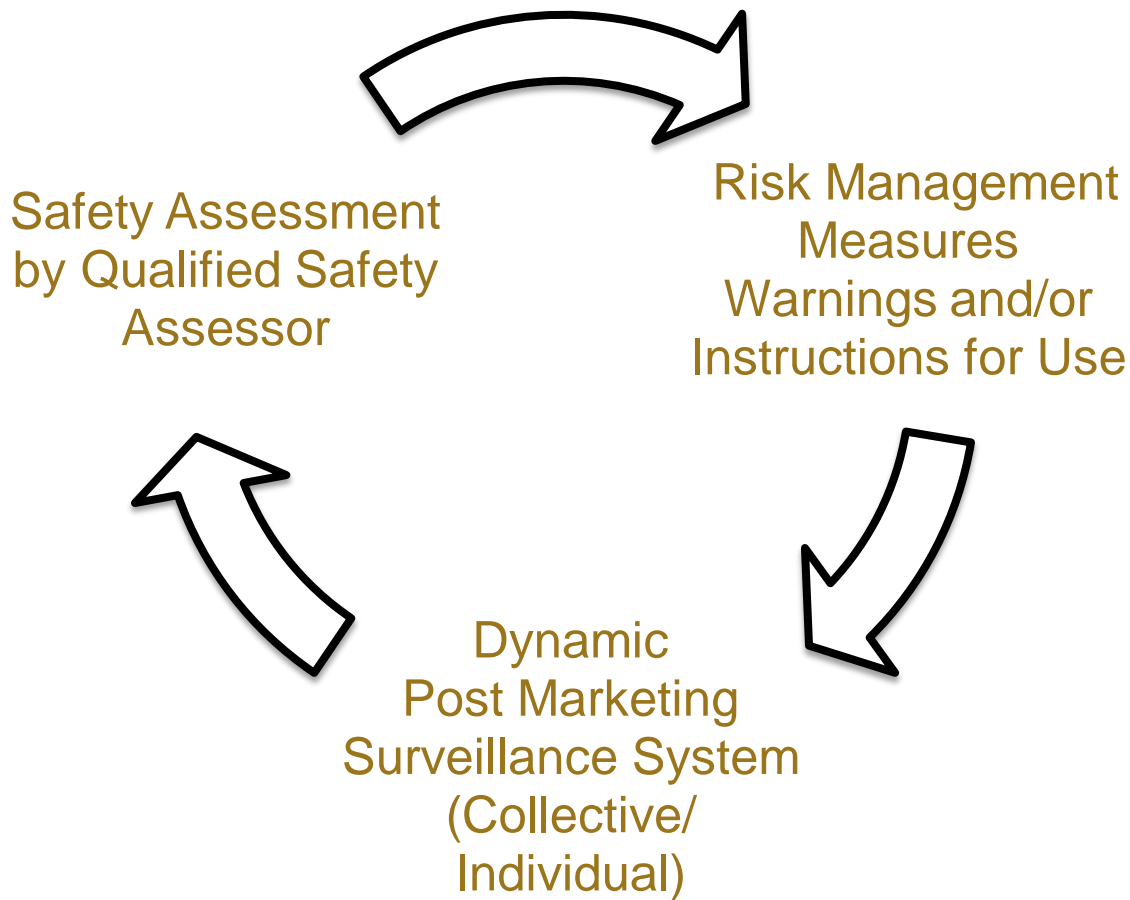 Safety Assessment
by Qualified Safety
Assessor
Risk Management
Measures
Warnings and/or
Instructions for Use
Dynamic
Post Marketing
Surveillance System
(Collective/
Individual)